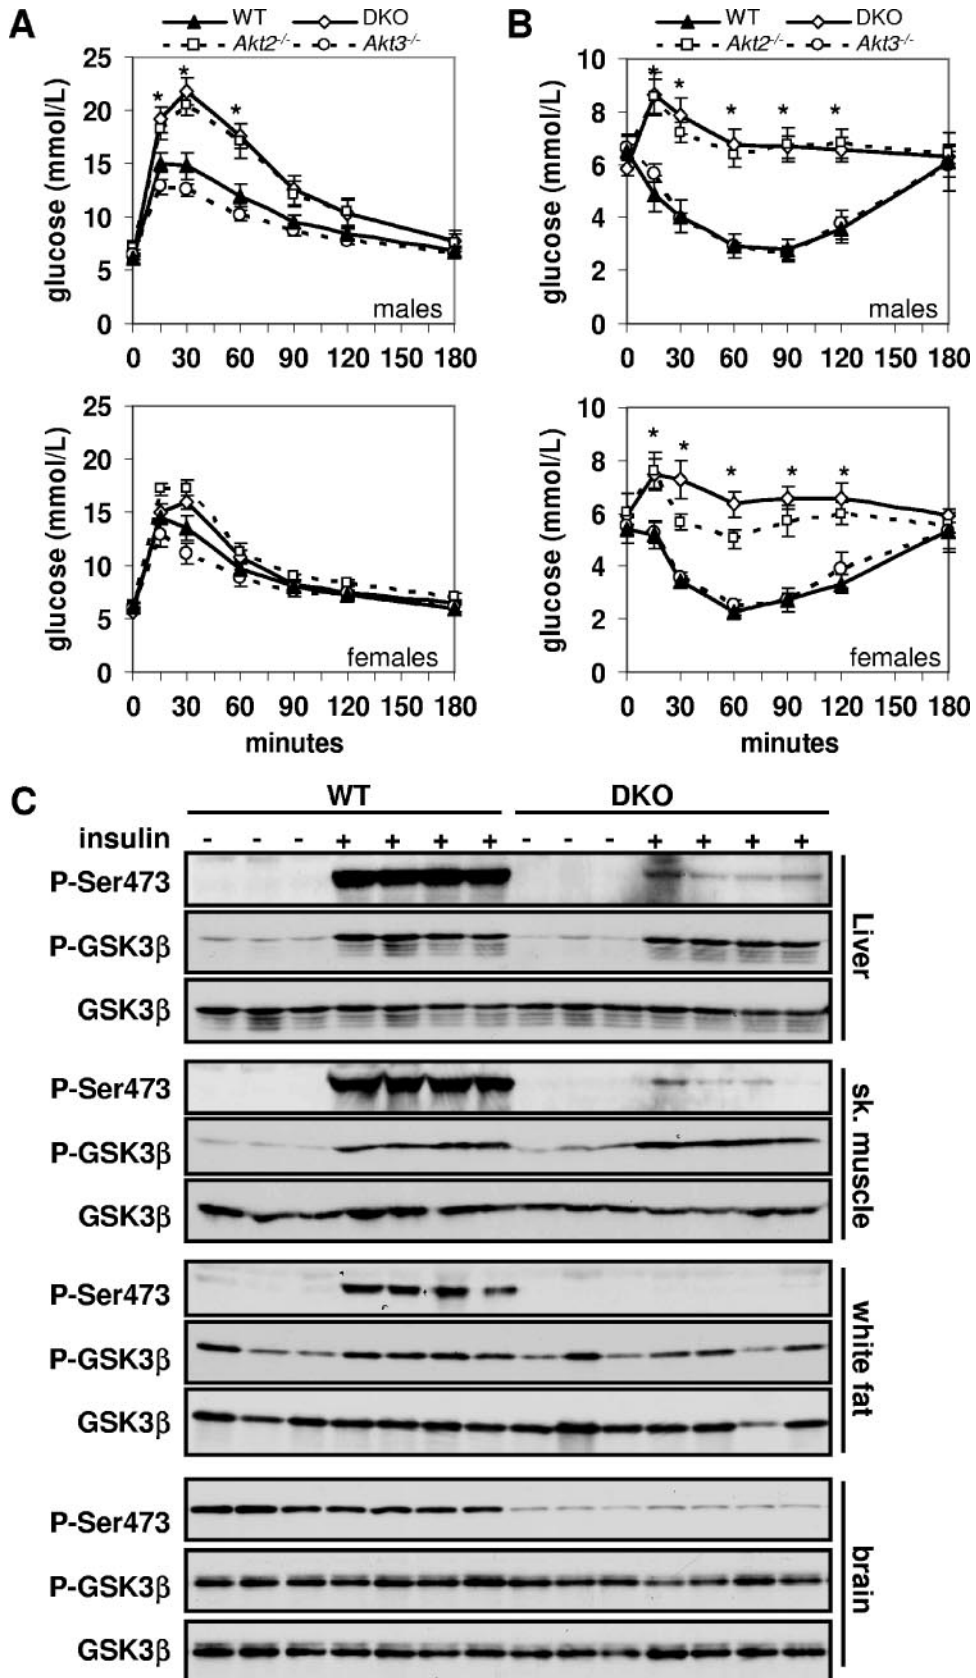 A
WT DKO
Akt2-/- Akt3-/-
25
20
15
10
5
0
glucose (mmol/L)
* * *
males
0 30 60 90 120 150 180
B
WT DKO
Akt2-/- Akt3-/-
10
8
6
4
2
0
glucose (mmol/L)
* * * * *
males
0 30 60 90 120 150 180
25
20
15
10
5
0
glucose (mmol/L)
females
0 30 60 90 120 150 180
minutes
10
8
6
4
2
0
glucose (mmol/L)
* * * * *
females
0 30 60 90 120 150 180
minutes
C
WT DKO
insulin - - - + + + + - - - + + + +
P-Ser473
P-GSK3β
GSK3β
Liver
P-Ser473
P-GSK3β
GSK3β
sk. muscle
P-Ser473
P-GSK3β
GSK3β
white fat
P-Ser473
P-GSK3β
GSK3β
brain